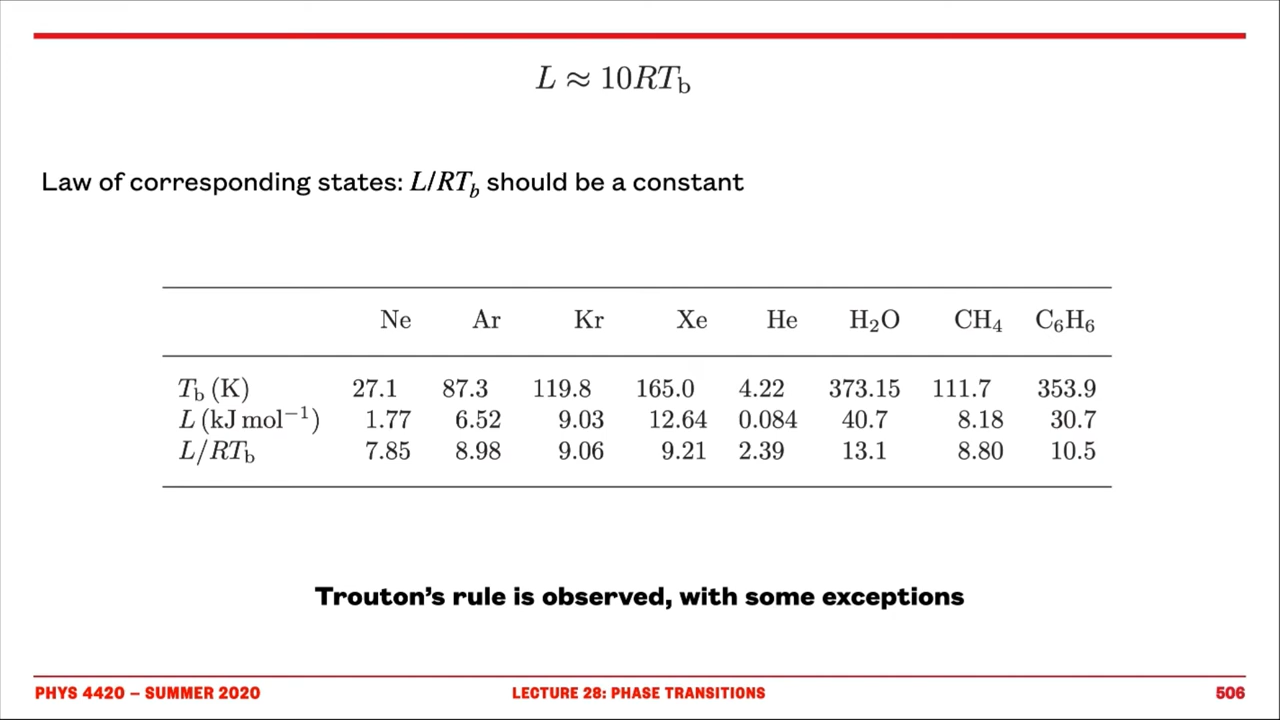 L ≈ 10RT_b
Law of corresponding states: L/RT_b should be a constant
Ne Ar Kr Xe He H₂O CH₄ C₆H₆
T_b (K) 27.1 87.3 119.8 165.0 4.22 373.15 111.7 353.9
L (kJ mol⁻¹) 1.77 6.52 9.03 12.64 0.084 40.7 8.18 30.7
L/RT_b 7.85 8.98 9.06 9.21 2.39 13.1 8.80 10.5
Trouton’s rule is observed, with some exceptions
PHYS 4420 – SUMMER 2020 LECTURE 28: PHASE TRANSITIONS 506